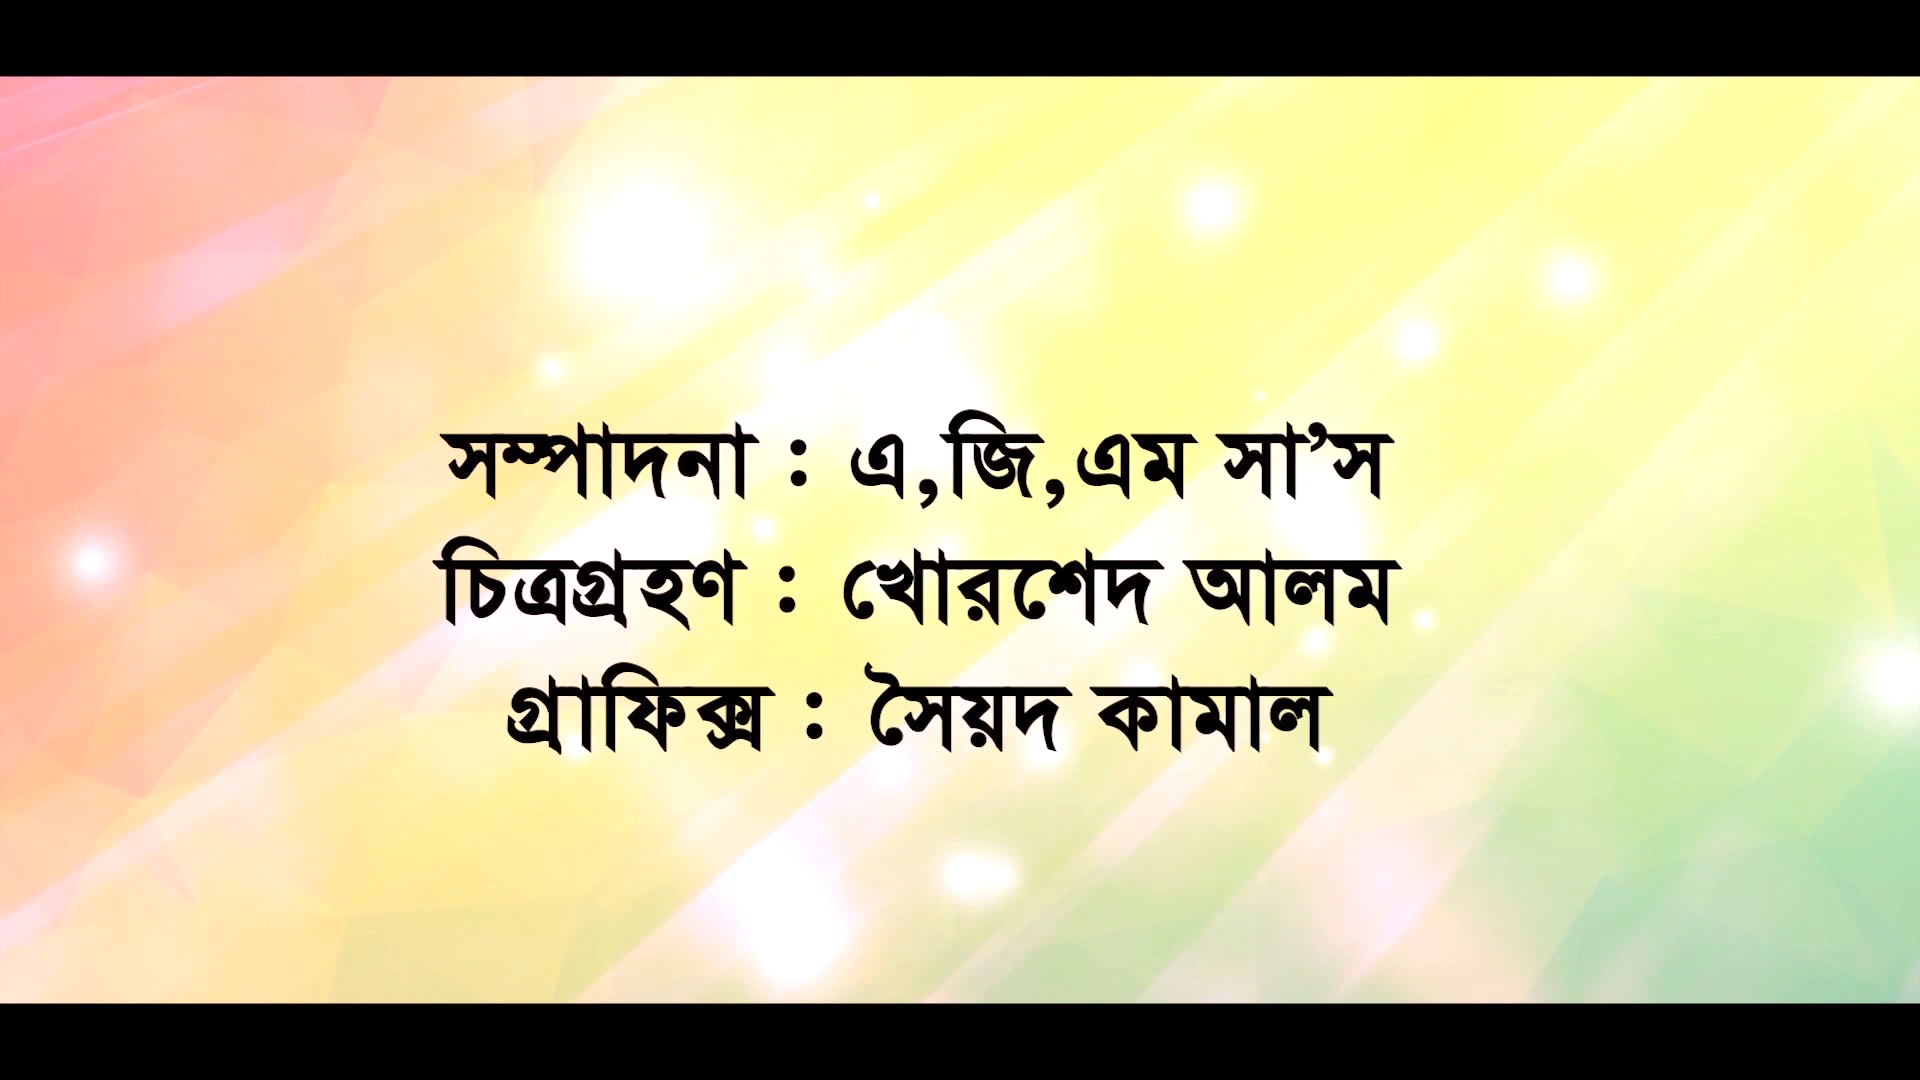 সম্পাদনা : এ,জি,এম সা’স
চিত্রগ্রহণ : খোরশেদ আলম
গ্রাফিক্স : সৈয়দ কামাল